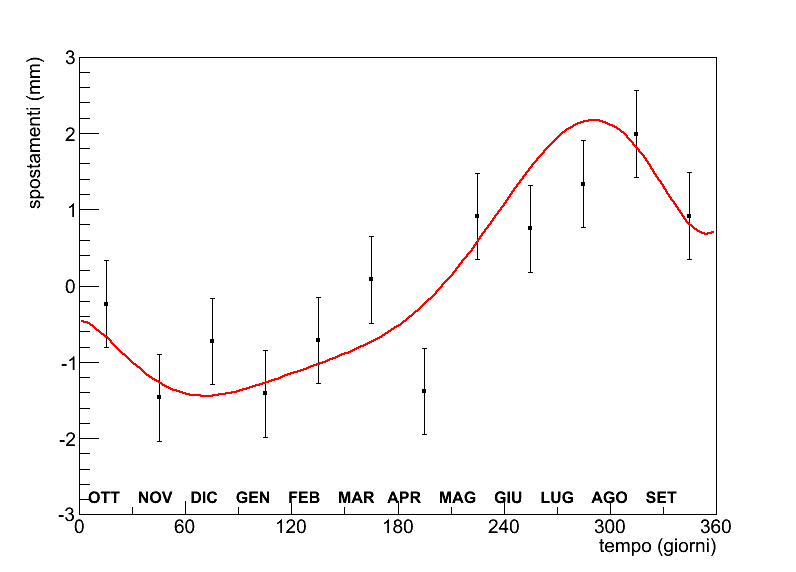 spostamenti (mm)
3
2
1
0
-1
-2
-3
OTT NOV DIC GEN FEB MAR APR MAG GIU LUG AGO SET
0 60 120 180 240 300 360
tempo (giorni)